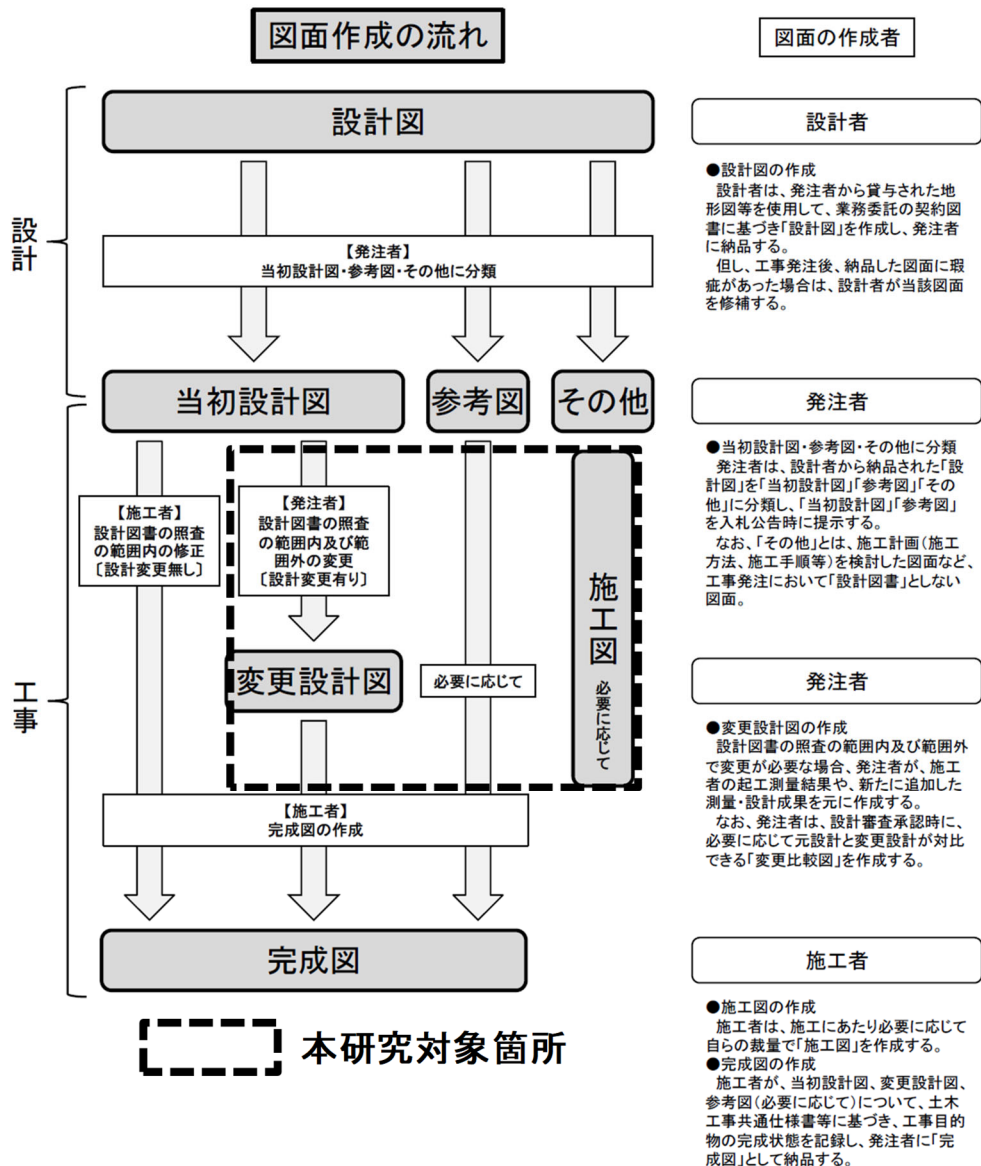 図面作成の流れ
図面の作成者
設計
設計図
【発注者】
当初設計図・参考図・その他に分類
当初設計図
参考図
その他
工事
【施工者】
設計図書の照査
の範囲内の修正
〔設計変更無し〕
【発注者】
設計図書の照査
の範囲内及び範
囲外の変更
〔設計変更有り〕
変更設計図
必要に応じて
施工図 必要に応じて
【施工者】
完成図の作成
完成図
本研究対象箇所
設計者
●設計図の作成
設計者は、発注者から貸与された地
形図等を使用して、業務委託の契約図
書に基づき「設計図」を作成し、発注者
に納品する。
但し、工事発注後、納品した図面に瑕
疵があった場合は、設計者が当該図面
を修補する。
発注者
●当初設計図・参考図・その他に分類
発注者は、設計者から納品された「設
計図」を「当初設計図」「参考図」「その
他」に分類し、「当初設計図」「参考図」
を入札公告時に提示する。
なお、「その他」とは、施工計画(施工
方法、施工手順等)を検討した図面など、
工事発注において「設計図書」としない
図面。
発注者
●変更設計図の作成
設計図書の照査の範囲内及び範囲外
で変更が必要な場合、発注者が、施工
者の起工測量結果や、新たに追加した
測量・設計成果を元に作成する。
なお、発注者は、設計審査承認時に、
必要に応じて元設計と変更設計が対比
できる「変更比較図」を作成する。
施工者
●施工図の作成
施工者は、施工にあたり必要に応じて
自らの裁量で「施工図」を作成する。
●完成図の作成
施工者が、当初設計図、変更設計図、
参考図(必要に応じて)について、土木
工事共通仕様書等に基づき、工事目的
物の完成状態を記録し、発注者に「完
成図」として納品する。